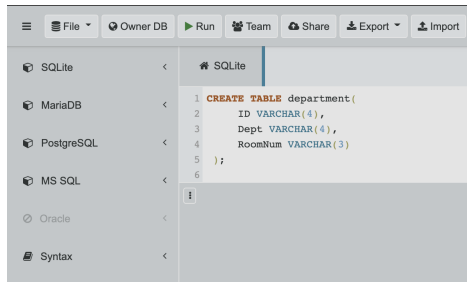 File Owner DB Run Team Share Export Import
SQLite
MariaDB
PostgreSQL
MS SQL
Oracle
Syntax
SQLite
1 CREATE TABLE department(
2 ID VARCHAR(4),
3 Dept VARCHAR(4),
4 RoomNum VARCHAR(3)
5 );
6